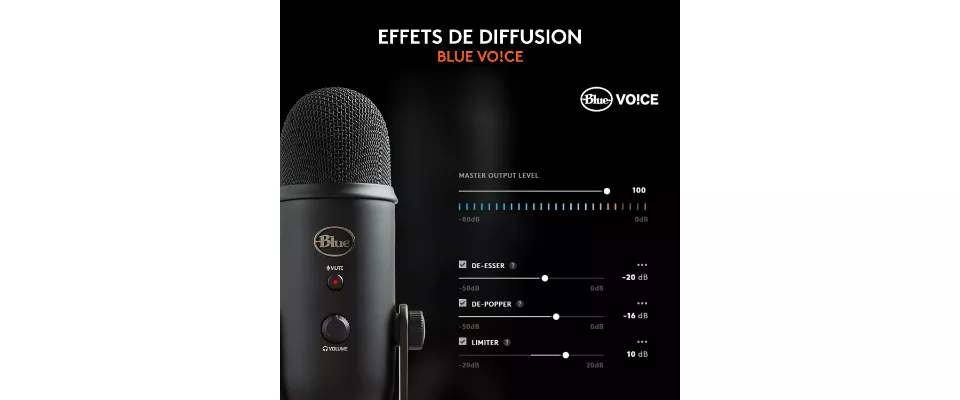 EFFETS DE DIFFUSION
BLUE VO!CE
Blue VO!CE
MASTER OUTPUT LEVEL
100
-60dB 0dB
Blue
MUTE
VOLUME
DE-ESSER ?
-20 dB
-50dB 0dB
DE-POPPER ?
-16 dB
-50dB 0dB
LIMITER ?
10 dB
-20dB 20dB